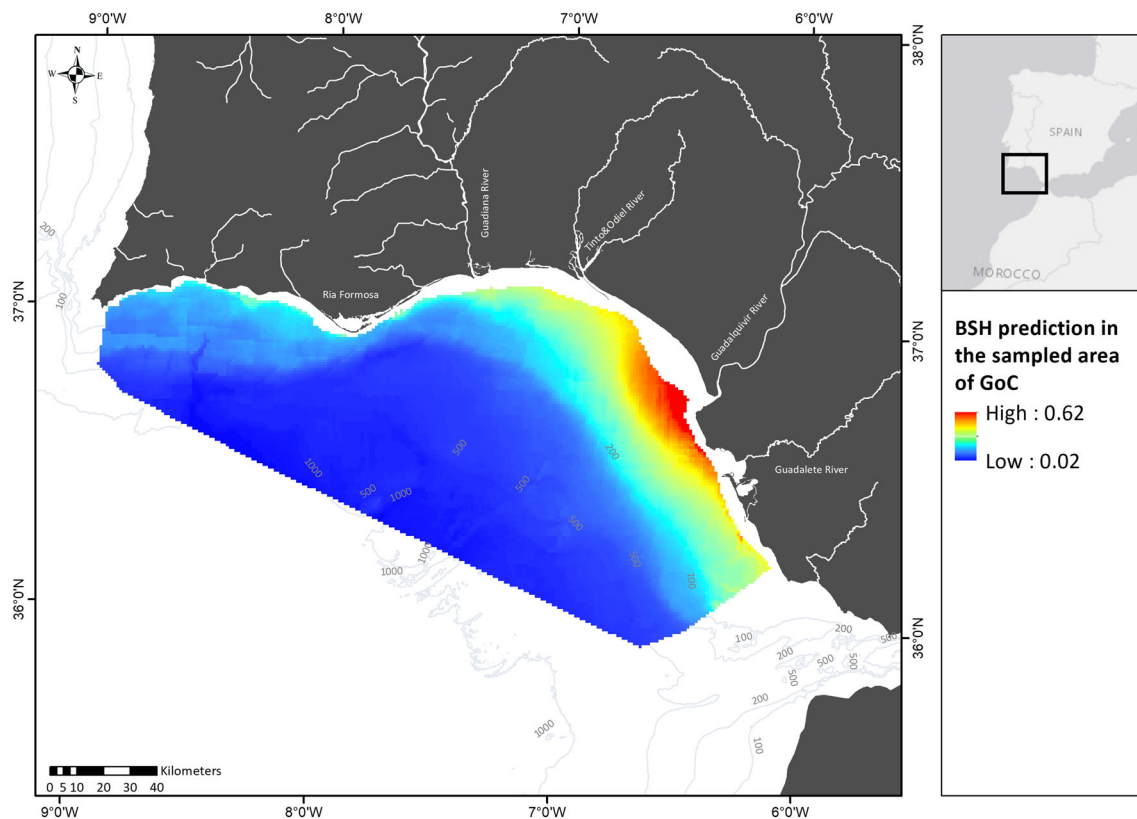 9°0'W 8°0'W 7°0'W 6°0'W
N
W E
S
38°0'N
200
100
37°0'N
37°0'N
Guadiana River
Tinto&Odiel River
Ria Formosa
Guadalquivir River
Guadalete River
200
500
1000
500
1000
500
500
500
1000
1000
100
36°0'N
36°0'N
100
200
500
200
500
500
500
200
100
1000
Kilometers
0 5 10 20 30 40
9°0'W 8°0'W 7°0'W 6°0'W
SPAIN
MOROCCO
BSH prediction in
the sampled area
of GoC
High : 0.62
Low : 0.02